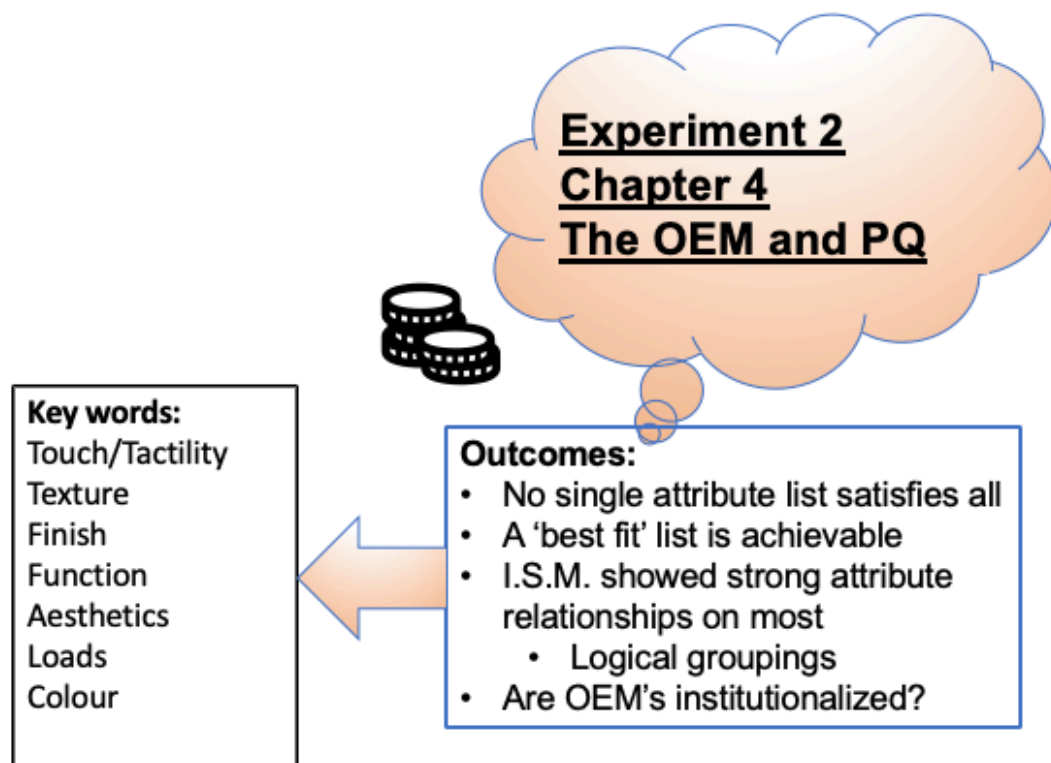 Experiment 2
Chapter 4
The OEM and PQ
Key words:
Touch/Tactility
Texture
Finish
Function
Aesthetics
Loads
Colour
Outcomes:
• No single attribute list satisfies all
• A ‘best fit’ list is achievable
• I.S.M. showed strong attribute
relationships on most
• Logical groupings
• Are OEM’s institutionalized?